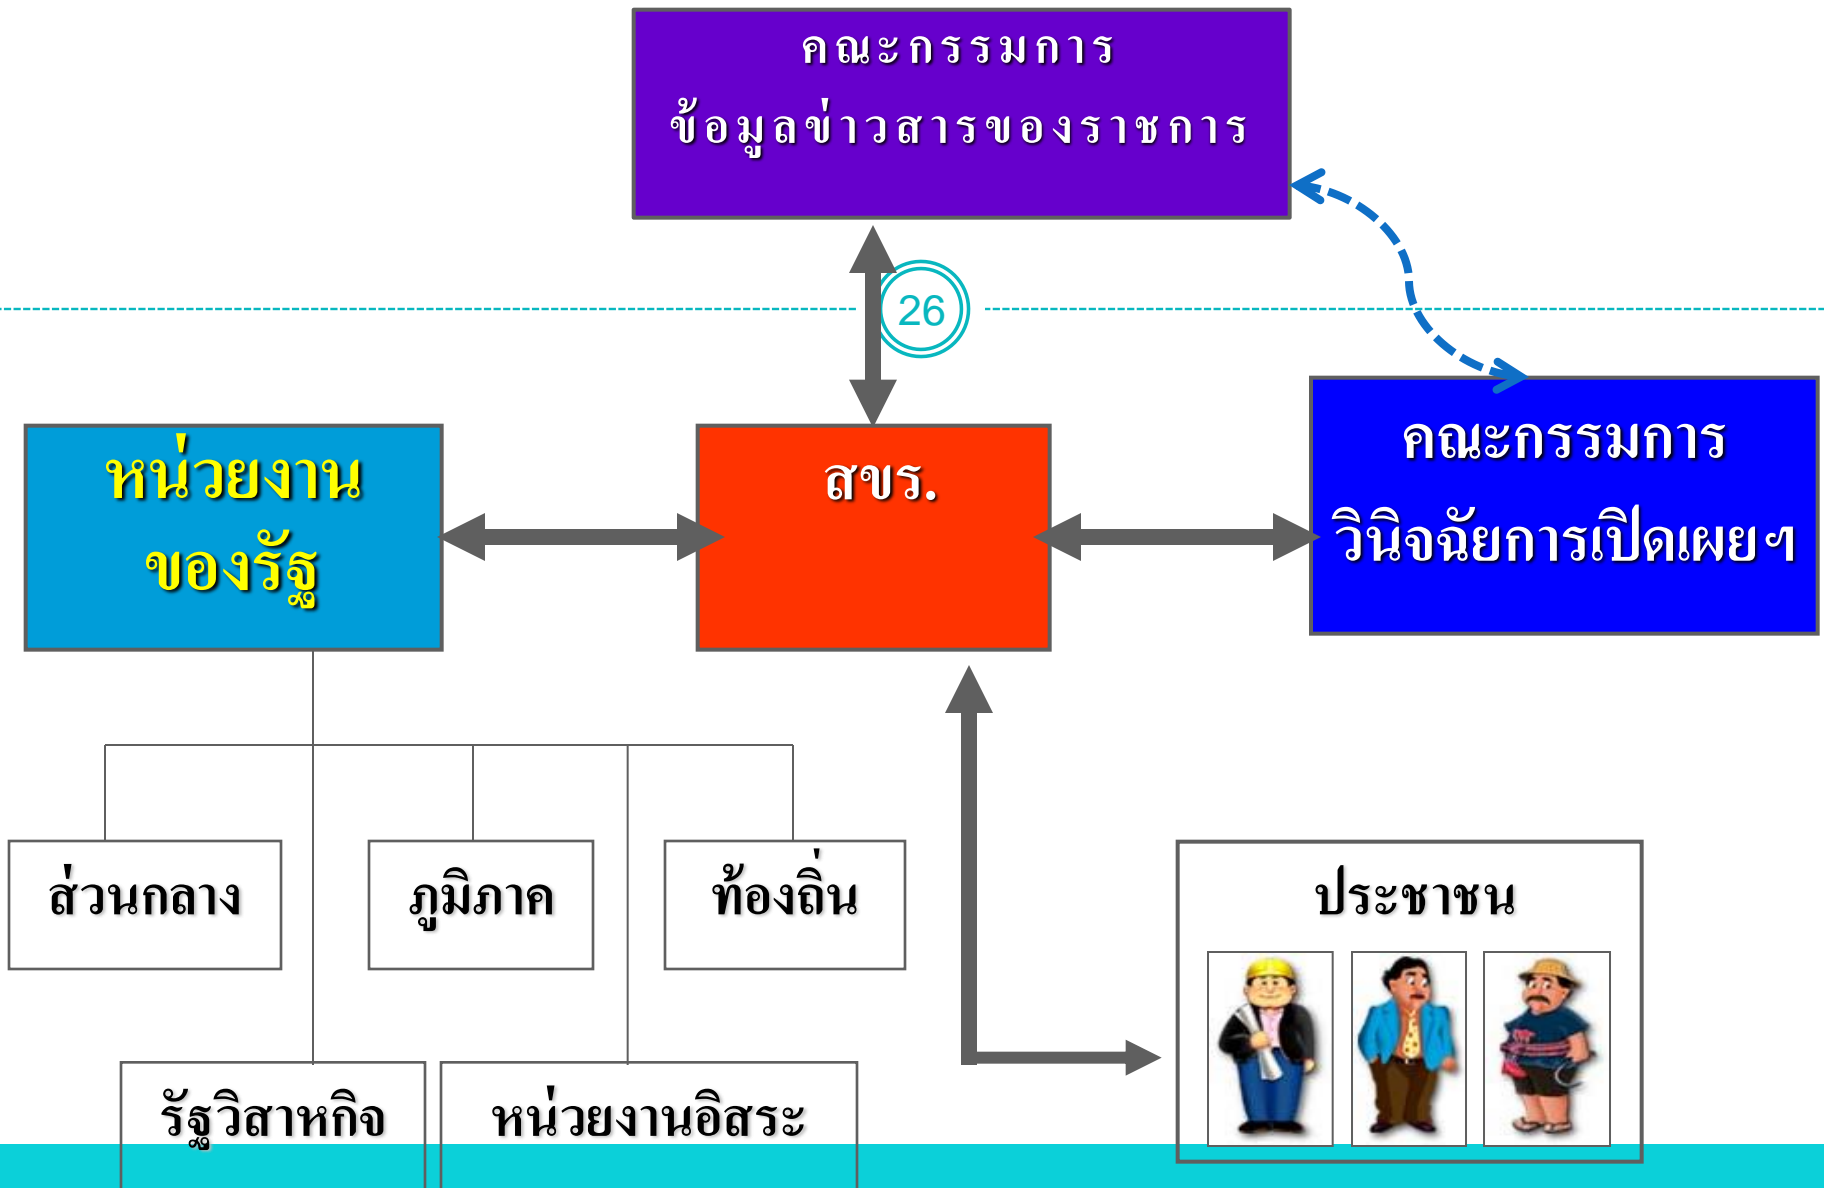 คณะกรรมการ
ข้อมูลข่าวสารของราชการ
26
หน่วยงาน
ของรัฐ
สขร.
คณะกรรมการ
วินิจฉัยการเปิดเผยฯ
ส่วนกลาง
ภูมิภาค
ท้องถิ่น
ประชาชน
รัฐวิสาหกิจ
หน่วยงานอิสระ